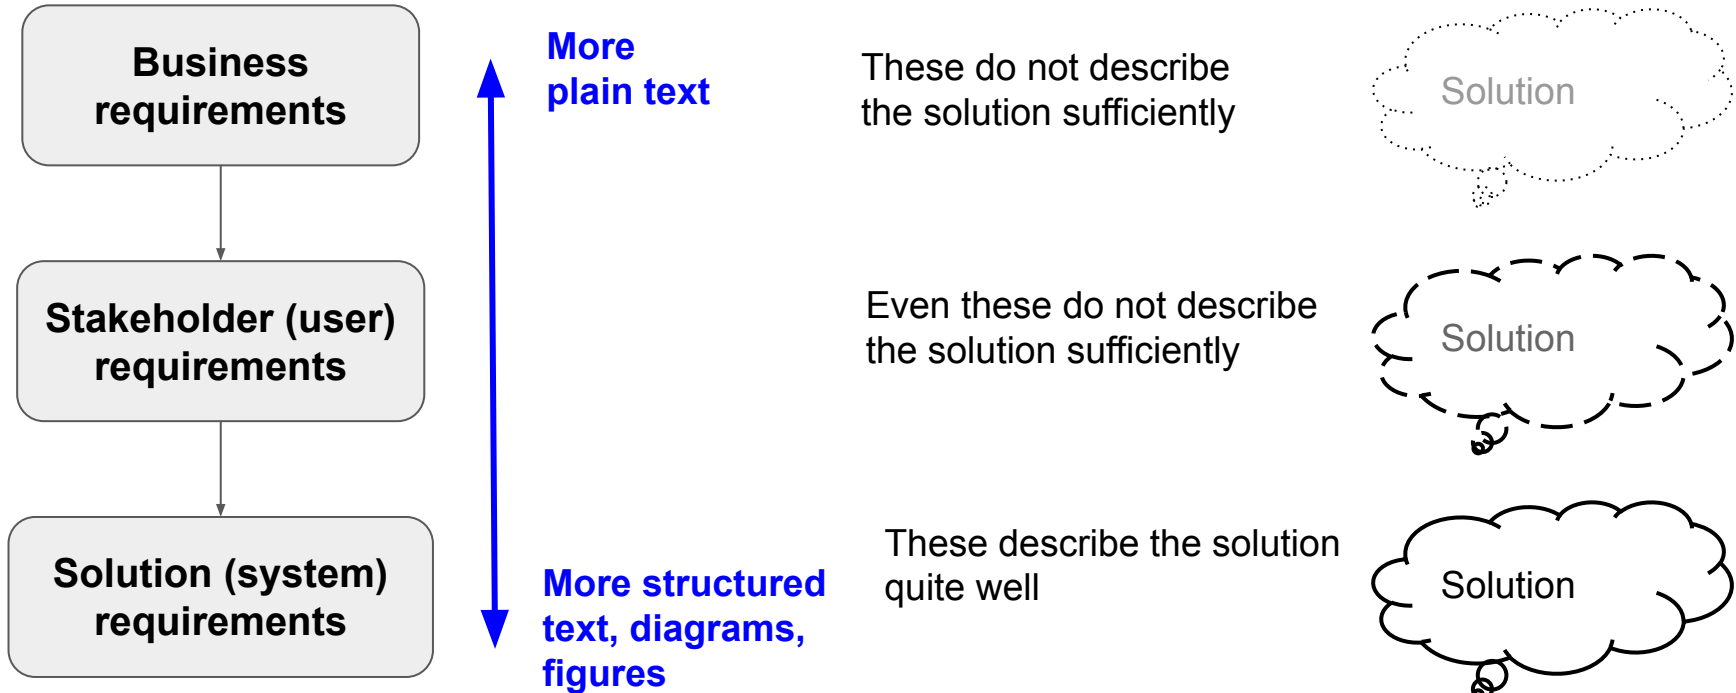 Business
requirements
More
plain text
These do not describe
the solution sufficiently
Solution
Stakeholder (user)
requirements
Even these do not describe
the solution sufficiently
Solution
Solution (system)
requirements
More structured
text, diagrams,
figures
These describe the solution
quite well
Solution